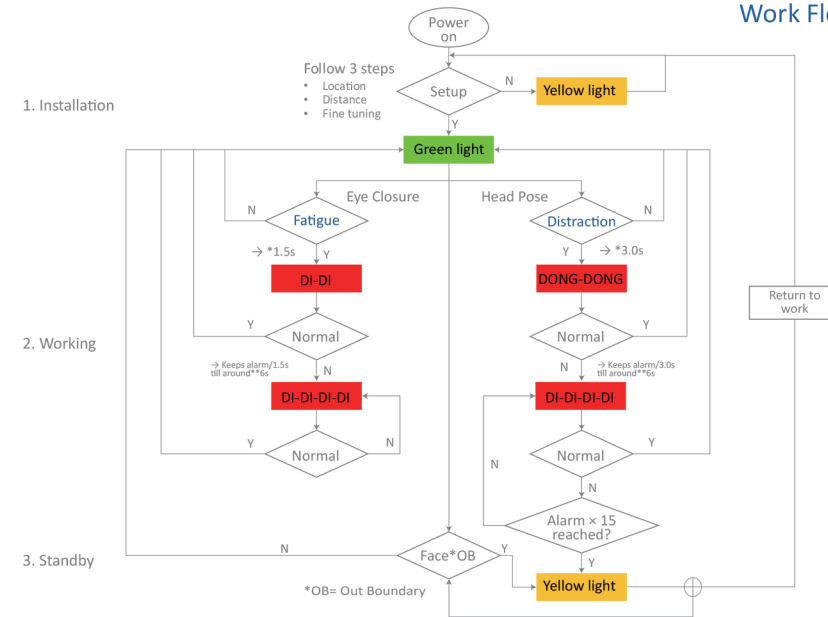 Work Flo
Power
on
Follow 3 steps
• Location
• Distance
• Fine tuning
Setup
N
Yellow light
1. Installation
Y
Green light
Eye Closure
Head Pose
N
Fatigue
Distraction
N
→ *1.5s
Y
Y
→ *3.0s
DI-DI
DONG-DONG
Return to
work
Y
Normal
Normal
Y
2. Working
→ Keeps alarm/1.5s
till around**6s
N
N
→ Keeps alarm/3.0s
till around**6s
DI-DI-DI-DI
DI-DI-DI-DI
Y
Normal
N
N
Normal
Y
N
Alarm × 15
reached?
N
Face*OB
Y
3. Standby
Y
*OB= Out Boundary
Yellow light